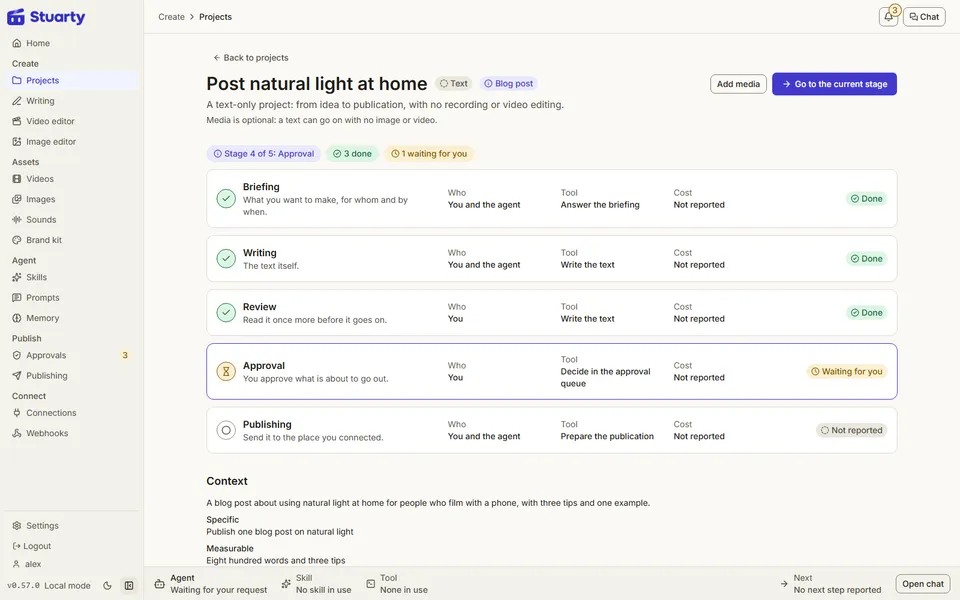 Stuarty
Create > Projects
3
Chat
Home
Create
Projects
Writing
Video editor
Image editor
Assets
Videos
Images
Sounds
Brand kit
Agent
Skills
Prompts
Memory
Publish
Approvals 3
Publishing
Connect
Connections
Webhooks
Settings
Logout
alex
v0.57.0 Local mode
← Back to projects
Post natural light at home Text Blog post
Add media → Go to the current stage
A text-only project: from idea to publication, with no recording or video editing.
Media is optional: a text can go on with no image or video.
Stage 4 of 5: Approval 3 done 1 waiting for you
Briefing
What you want to make, for whom and by
when.
Who
You and the agent
Tool
Answer the briefing
Cost
Not reported
Done
Writing
The text itself.
Who
You and the agent
Tool
Write the text
Cost
Not reported
Done
Review
Read it once more before it goes on.
Who
You
Tool
Write the text
Cost
Not reported
Done
Approval
You approve what is about to go out.
Who
You
Tool
Decide in the approval
queue
Cost
Not reported
Waiting for you
Publishing
Send it to the place you connected.
Who
You and the agent
Tool
Prepare the publication
Cost
Not reported
Not reported
Context
A blog post about using natural light at home for people who film with a phone, with three tips and one example.
Specific
Publish one blog post on natural light
Measurable
Eight hundred words and three tips
Agent
Waiting for your request
Skill
No skill in use
Tool
None in use
→ Next
No next step reported
Open chat